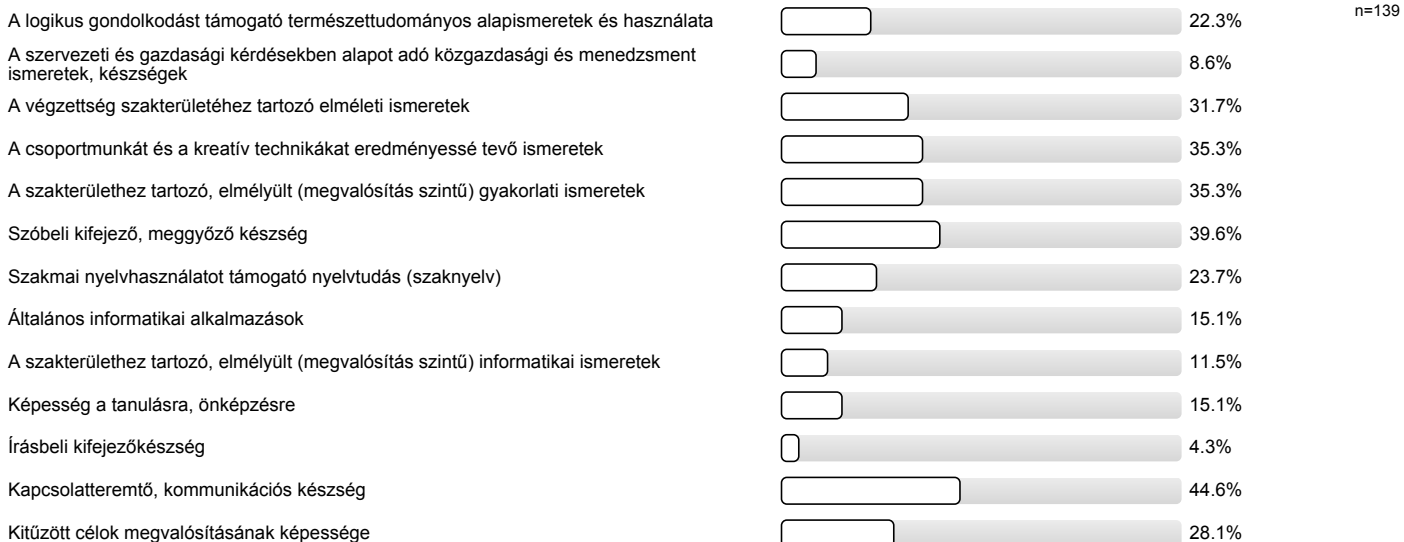 A logikus gondolkodást támogató természettudományos alapismeretek és használata 22.3% n=139
A szervezeti és gazdasági kérdésekben alapot adó közgazdasági és menedzsment
ismeretek, készségek 8.6%
A végzettség szakterületéhez tartozó elméleti ismeretek 31.7%
A csoportmunkát és a kreatív technikákat eredményessé tevő ismeretek 35.3%
A szakterülethez tartozó, elmélyült (megvalósítás szintű) gyakorlati ismeretek 35.3%
Szóbeli kifejező, meggyőző készség 39.6%
Szakmai nyelvhasználatot támogató nyelvtudás (szaknyelv) 23.7%
Általános informatikai alkalmazások 15.1%
A szakterülethez tartozó, elmélyült (megvalósítás szintű) informatikai ismeretek 11.5%
Képesség a tanulásra, önképzésre 15.1%
Írásbeli kifejezőkészség 4.3%
Kapcsolatteremtő, kommunikációs készség 44.6%
Kitűzött célok megvalósításának képessége 28.1%